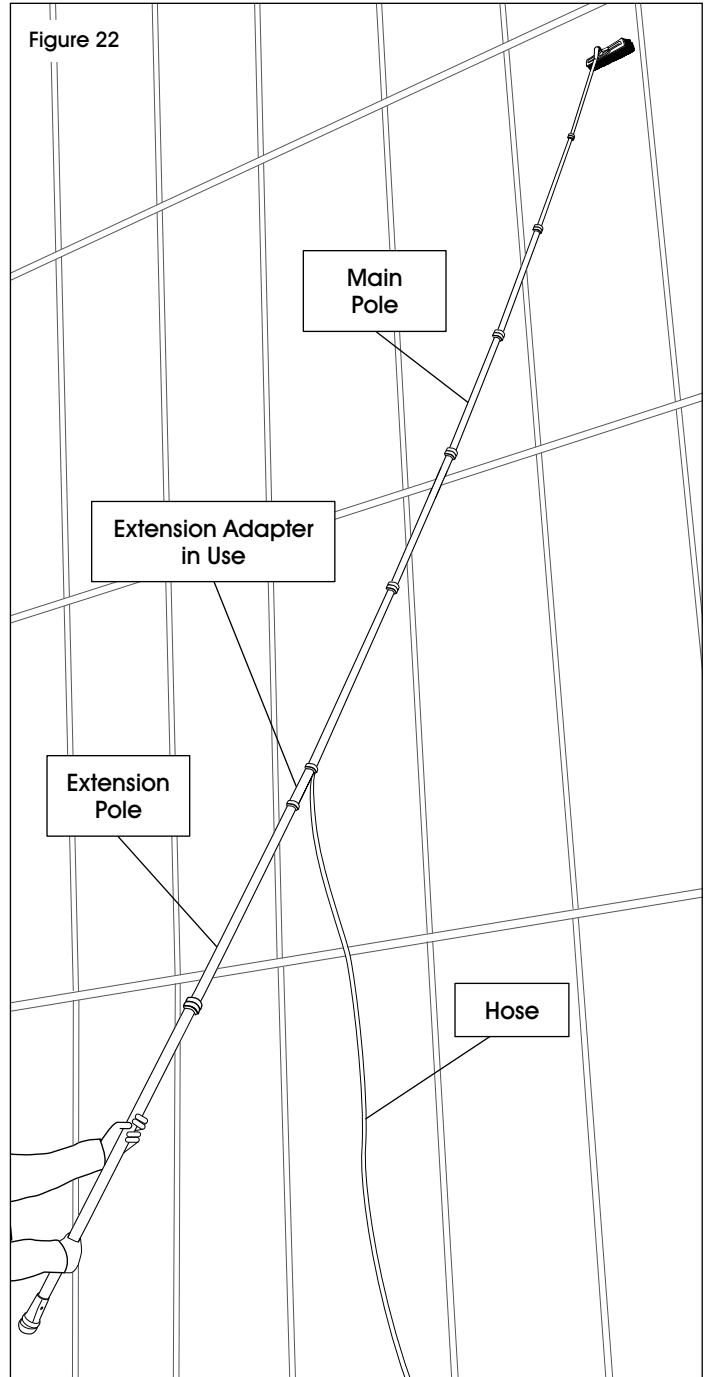 Figure 22
Main
Pole
Extension Adapter
in Use
Extension
Pole
Hose